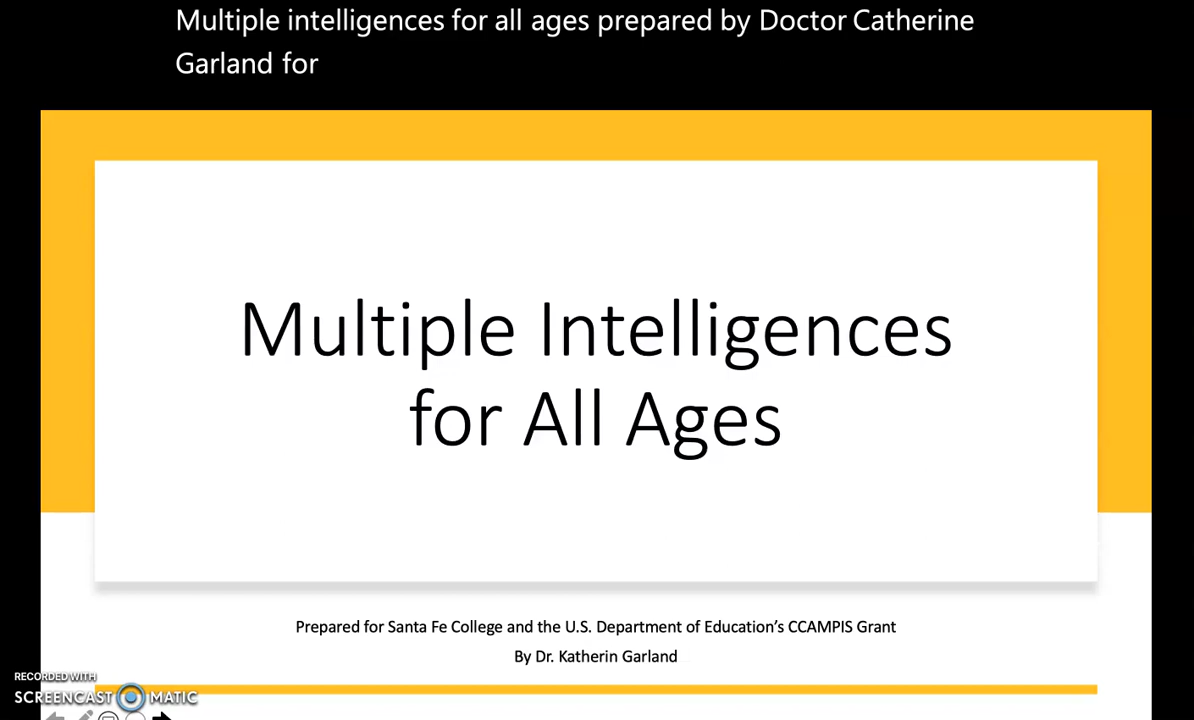 Multiple intelligences for all ages prepared by Doctor Catherine
Garland for
Multiple Intelligences
for All Ages
Prepared for Santa Fe College and the U.S. Department of Education's CCAMPIS Grant
By Dr. Katherin Garland
RECORDED WITH
SCREENCAST MATIC